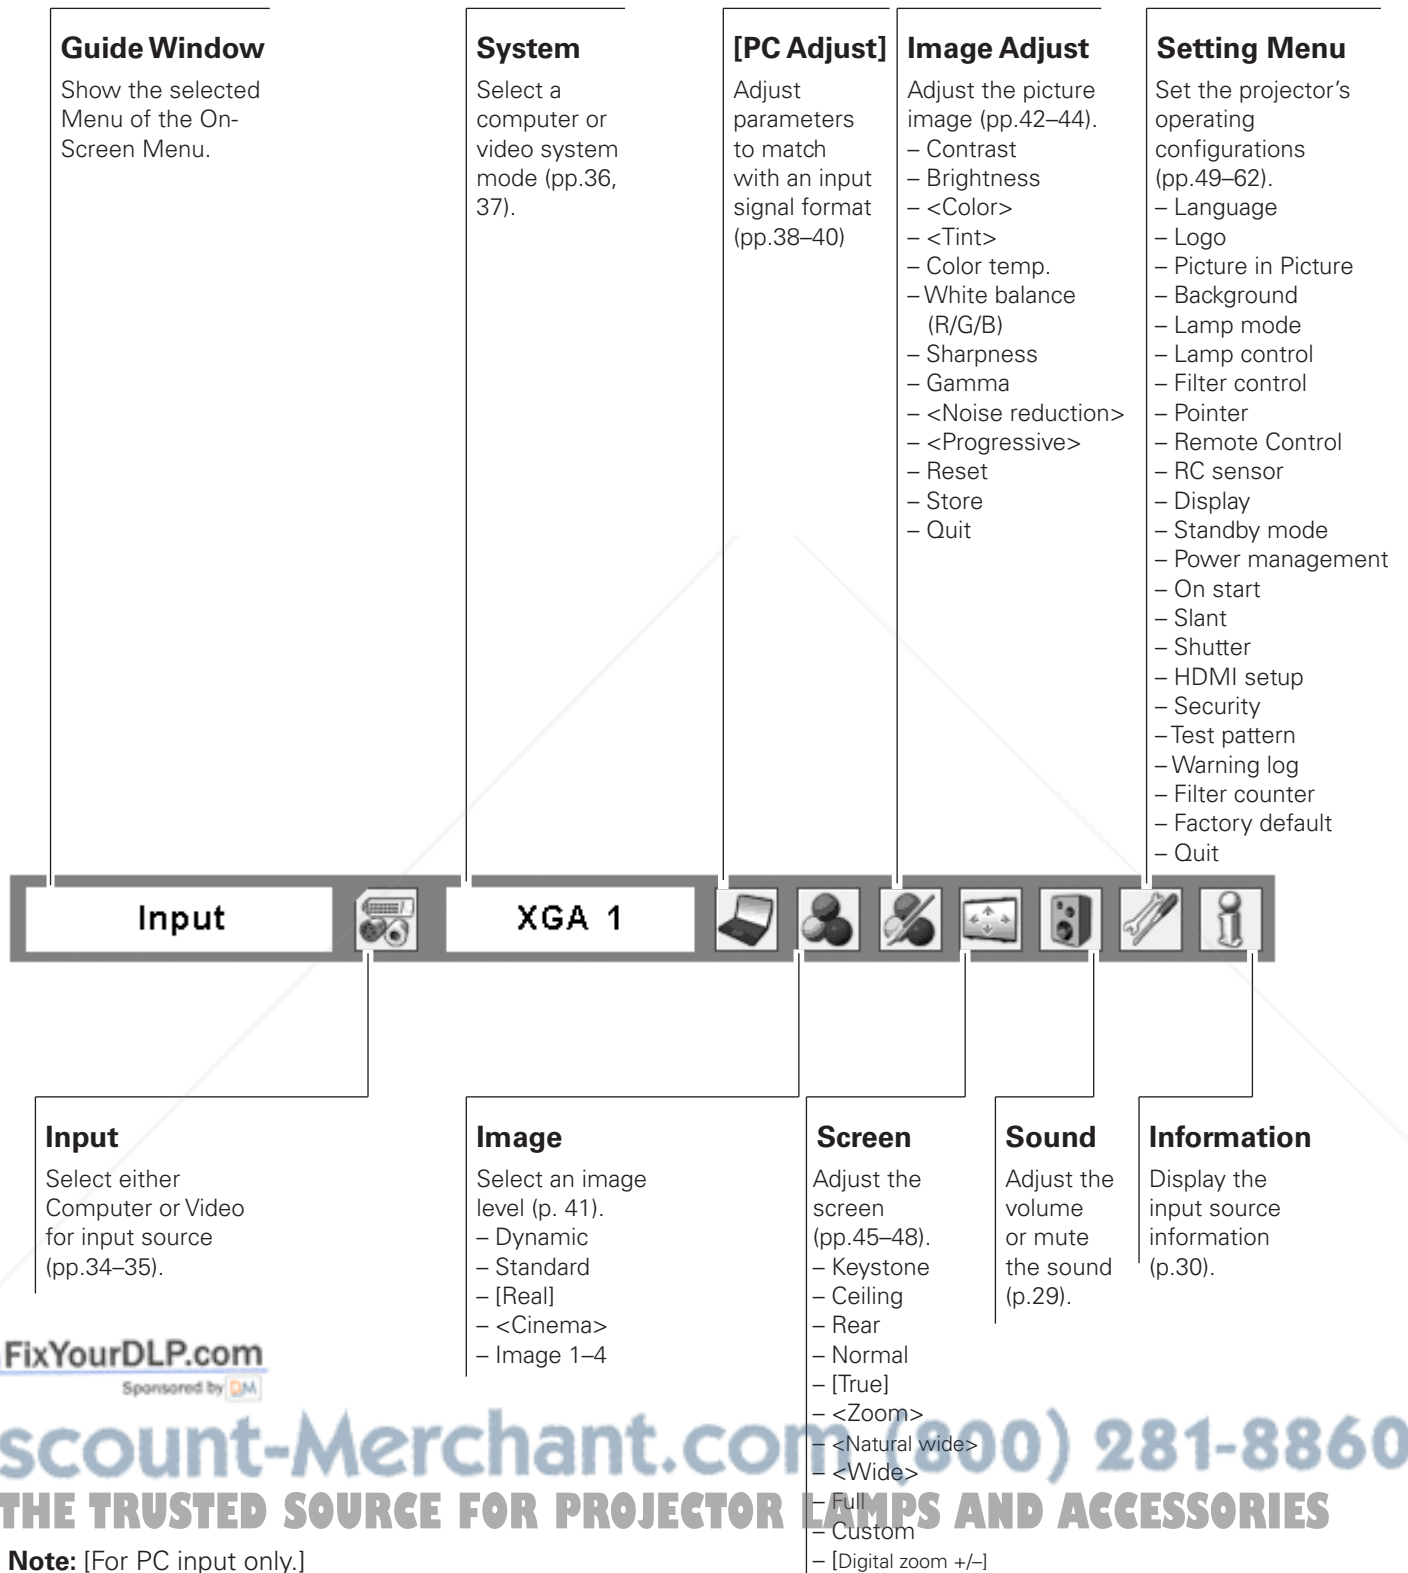 Guide Window
Show the selected
Menu of the On-
Screen Menu.
System
Select a
computer or
video system
mode (pp.36,
37).
[PC Adjust]
Adjust
parameters
to match
with an input
signal format
(pp.38–40)
Image Adjust
Adjust the picture
image (pp.42–44).
– Contrast
– Brightness
– <Color>
– <Tint>
– Color temp.
– White balance
(R/G/B)
– Sharpness
– Gamma
– <Noise reduction>
– <Progressive>
– Reset
– Store
– Quit
Setting Menu
Set the projector's
operating
configurations
(pp.49–62).
– Language
– Logo
– Picture in Picture
– Background
– Lamp mode
– Lamp control
– Filter control
– Pointer
– Remote Control
– RC sensor
– Display
– Standby mode
– Power management
– On start
– Slant
– Shutter
– HDMI setup
– Security
– Test pattern
– Warning log
– Filter counter
– Factory default
– Quit
Input
XGA 1
Input
Select either
Computer or Video
for input source
(pp.34–35).
Image
Select an image
level (p. 41).
– Dynamic
– Standard
– [Real]
– <Cinema>
– Image 1–4
Screen
Adjust the
screen
(pp.45–48).
– Keystone
– Ceiling
– Rear
– Normal
– [True]
– <Zoom>
– <Natural wide>
– <Wide>
– Full
– Custom
– [Digital zoom +/–]
Sound
Adjust the
volume
or mute
the sound
(p.29).
Information
Display the
input source
information
(p.30).
FixYourDLP.com
Sponsored by DM
scount-Merchant.com (800) 281-8860
THE TRUSTED SOURCE FOR PROJECTOR LAMPS AND ACCESSORIES
Note: [For PC input only.]